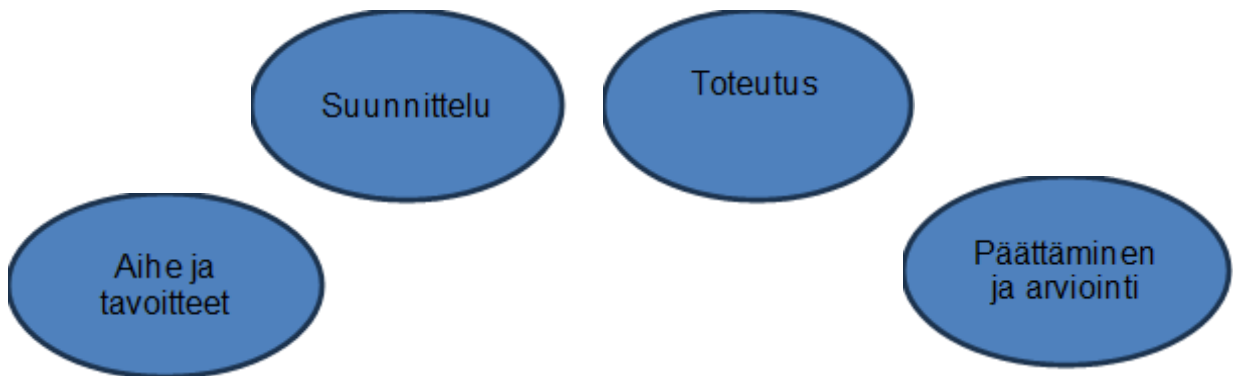 Suunnittelu
Toteutus
Aihe ja
tavoitteet
Päättäminen
ja arviointi